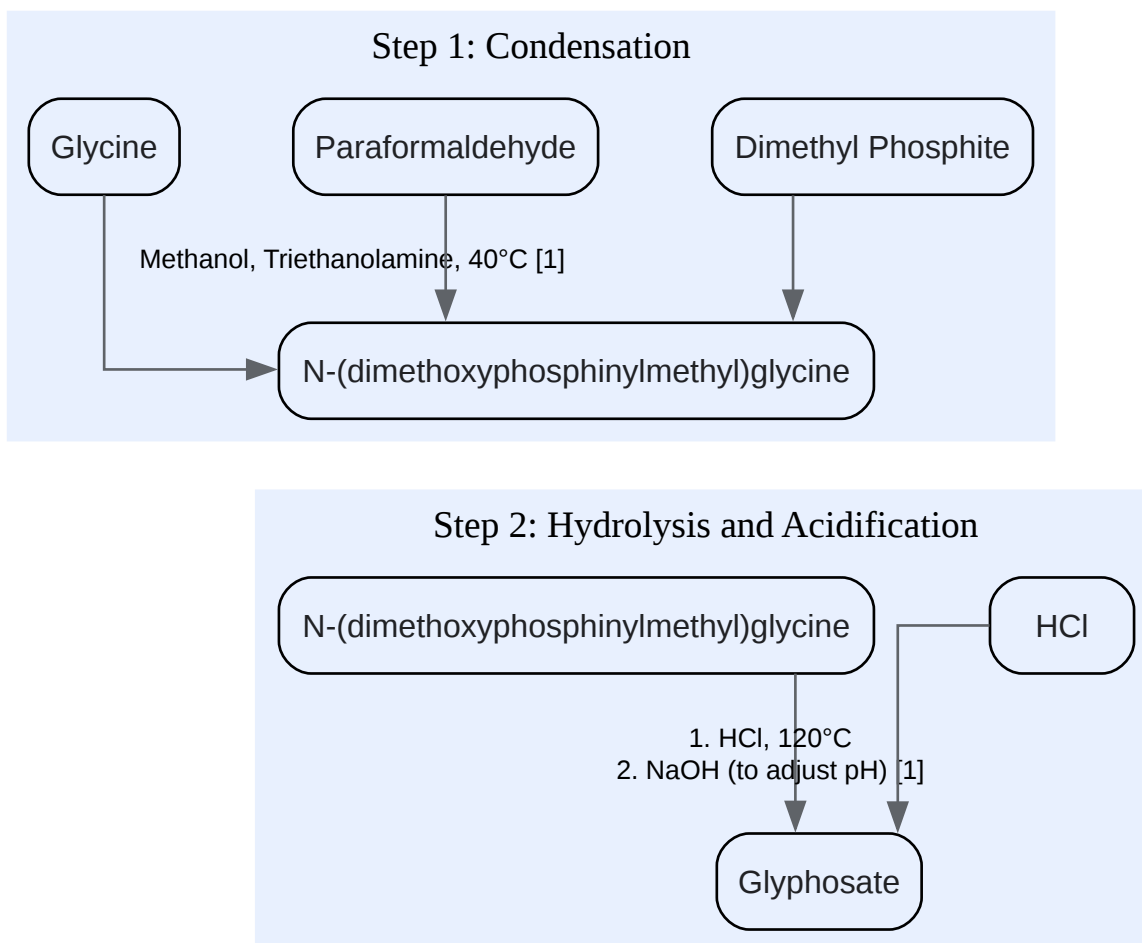 Step 1: Condensation
Glycine
Paraformaldehyde
Dimethyl Phosphite
Methanol, Triethanolamine, 40°C [1]
N-(dimethoxyphosphinylmethyl)glycine
Step 2: Hydrolysis and Acidification
N-(dimethoxyphosphinylmethyl)glycine
HCl
1. HCl, 120°C
2. NaOH (to adjust pH) [1]
Glyphosate